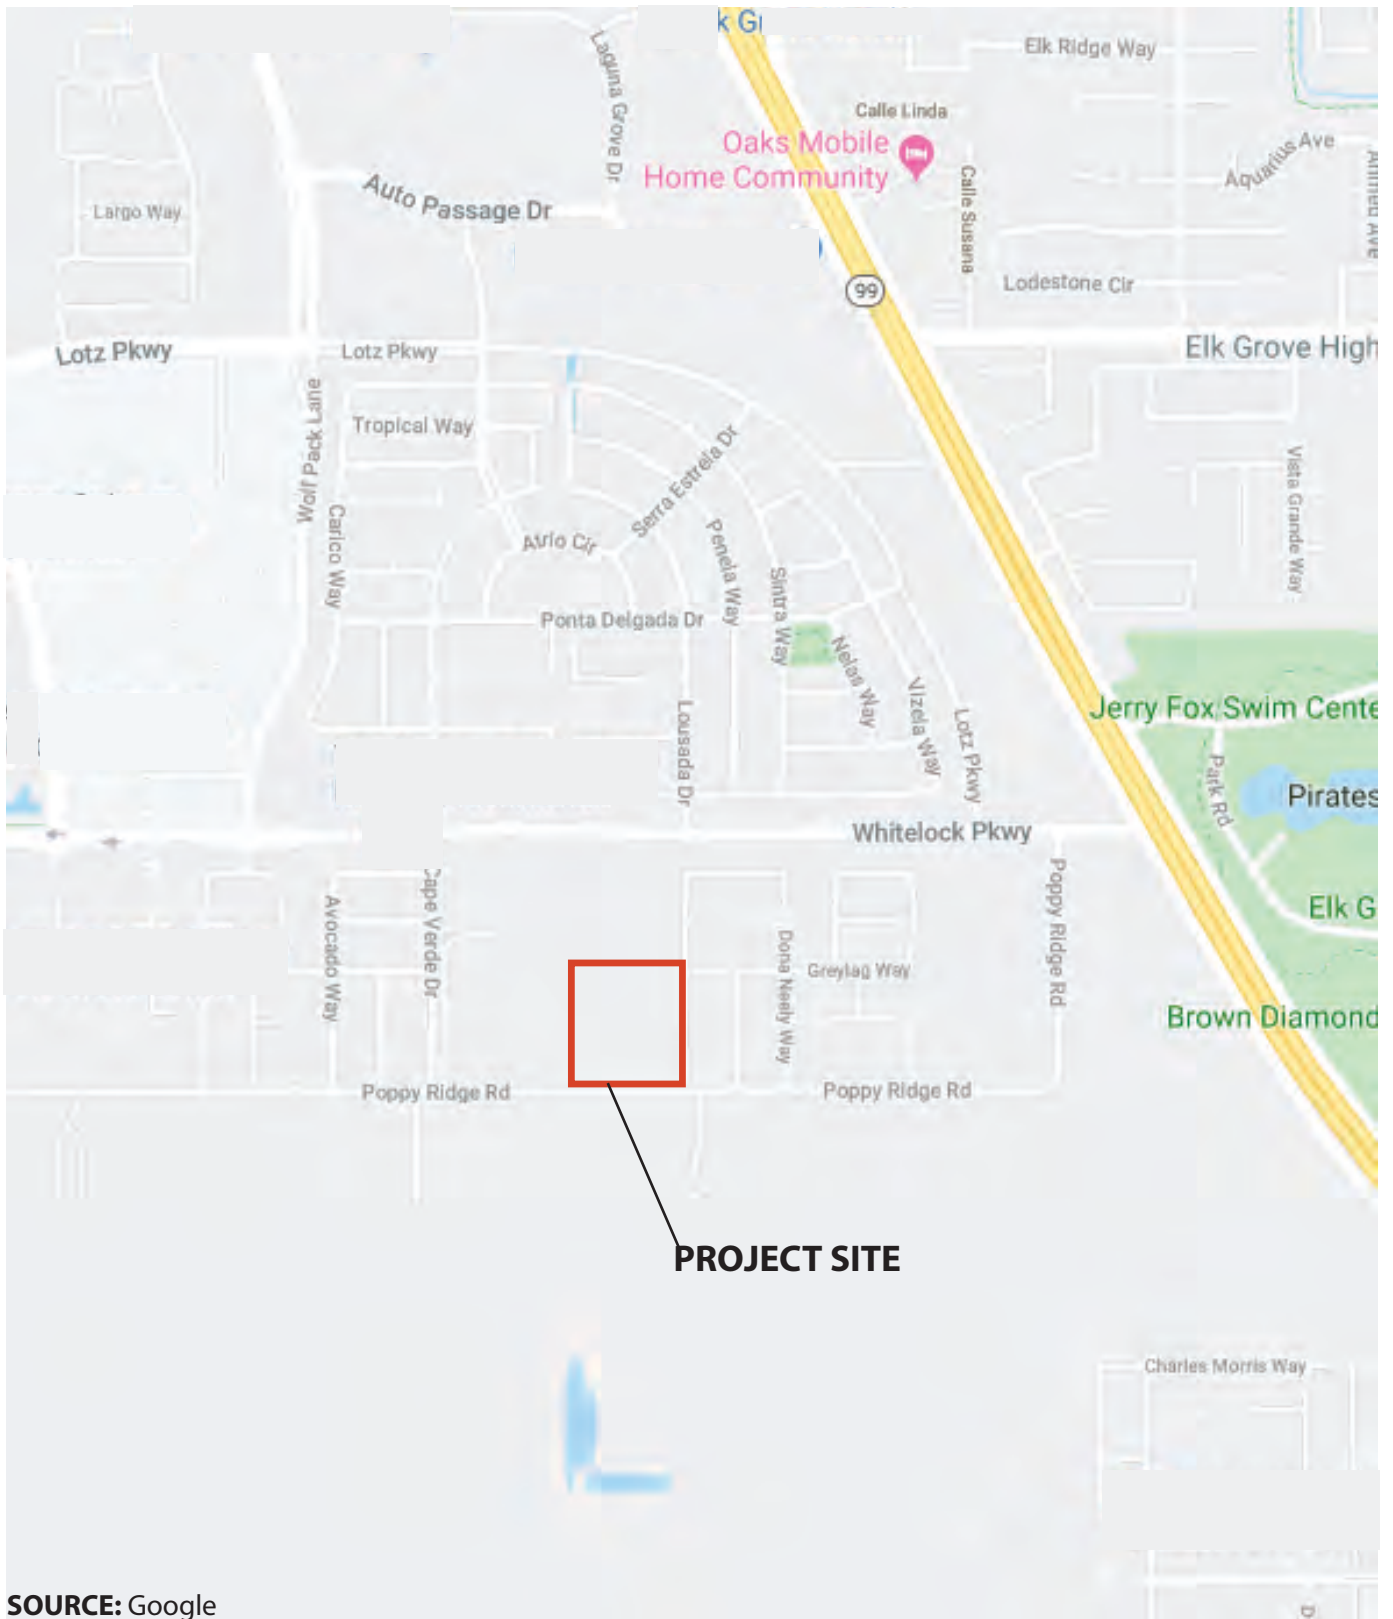 Elk Ridge Way
Laguna Grove Dr
Calle Linda
Oaks Mobile
Home Community
Aquarius Ave
Calle Susana
Largo Way
Auto Passage Dr
99
Lodestone Cir
Lotz Pkwy
Lotz Pkwy
Elk Grove High
Wolf Pack Lane
Tropical Way
Serra Estrela Dr
Vista Grande Way
Carico Way
Atrio Cir
Penela Way
Sintra Way
Ponta Delgada Dr
Nelas Way
Vizela Way
Lousada Dr
Lotz Pkwy
Jerry Fox Swim Cente
Park Rd
Pirates
Whitelock Pkwy
Poppy Ridge Rd
Cape Verde Dr
Avocado Way
Elk G
Dona Neely Way
Greylag Way
Brown Diamond
Poppy Ridge Rd
Poppy Ridge Rd
PROJECT SITE
Charles Morris Way
SOURCE: Google